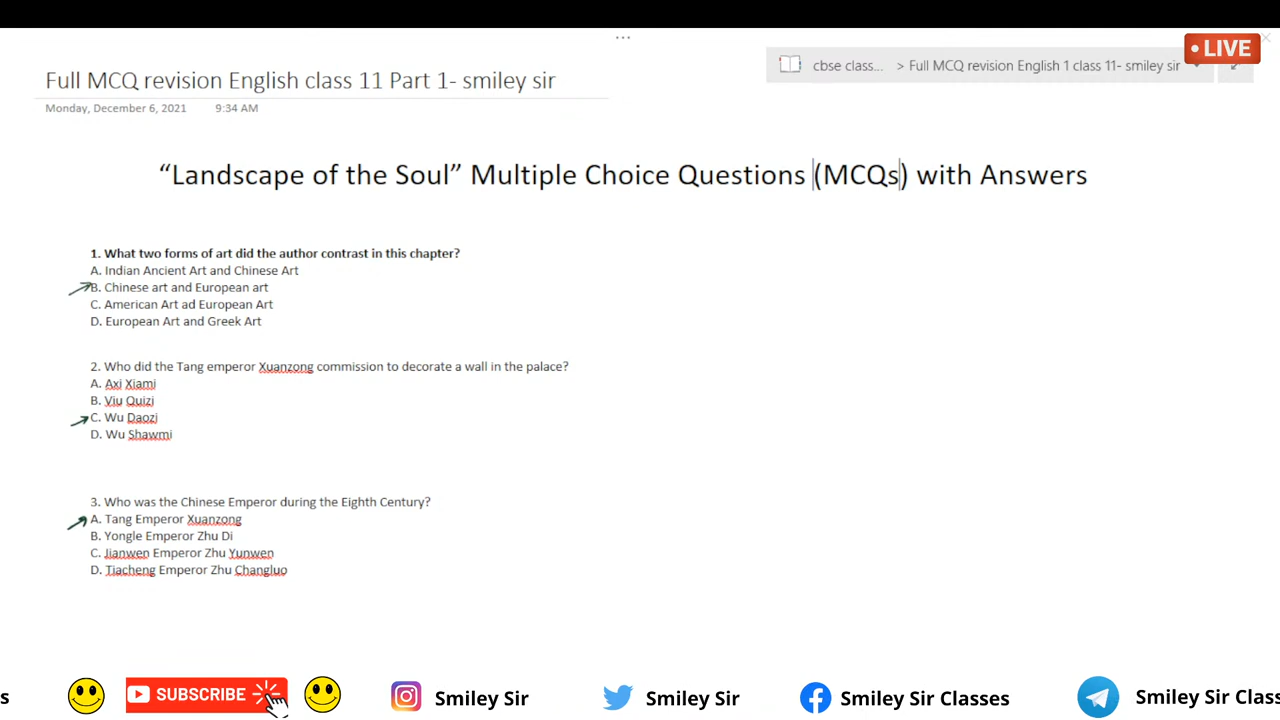 • LIVE
Full MCQ revision English class 11 Part 1- smiley sir
cbse class... > Full MCQ revision English 1 class 11- smiley sir
Monday, December 6, 2021 9:34 AM
“Landscape of the Soul” Multiple Choice Questions (MCQs) with Answers
1. What two forms of art did the author contrast in this chapter?
A. Indian Ancient Art and Chinese Art
B. Chinese art and European art
C. American Art ad European Art
D. European Art and Greek Art
2. Who did the Tang emperor Xuanzong commission to decorate a wall in the palace?
A. Axi Xiami
B. Viu Quizi
C. Wu Daozi
D. Wu Shawmi
3. Who was the Chinese Emperor during the Eighth Century?
A. Tang Emperor Xuanzong
B. Yongle Emperor Zhu Di
C. Jianwen Emperor Zhu Yunwen
D. Tiacheng Emperor Zhu Changluo
s SUBSCRIBE Smiley Sir Smiley Sir Smiley Sir Classes Smiley Sir Clas